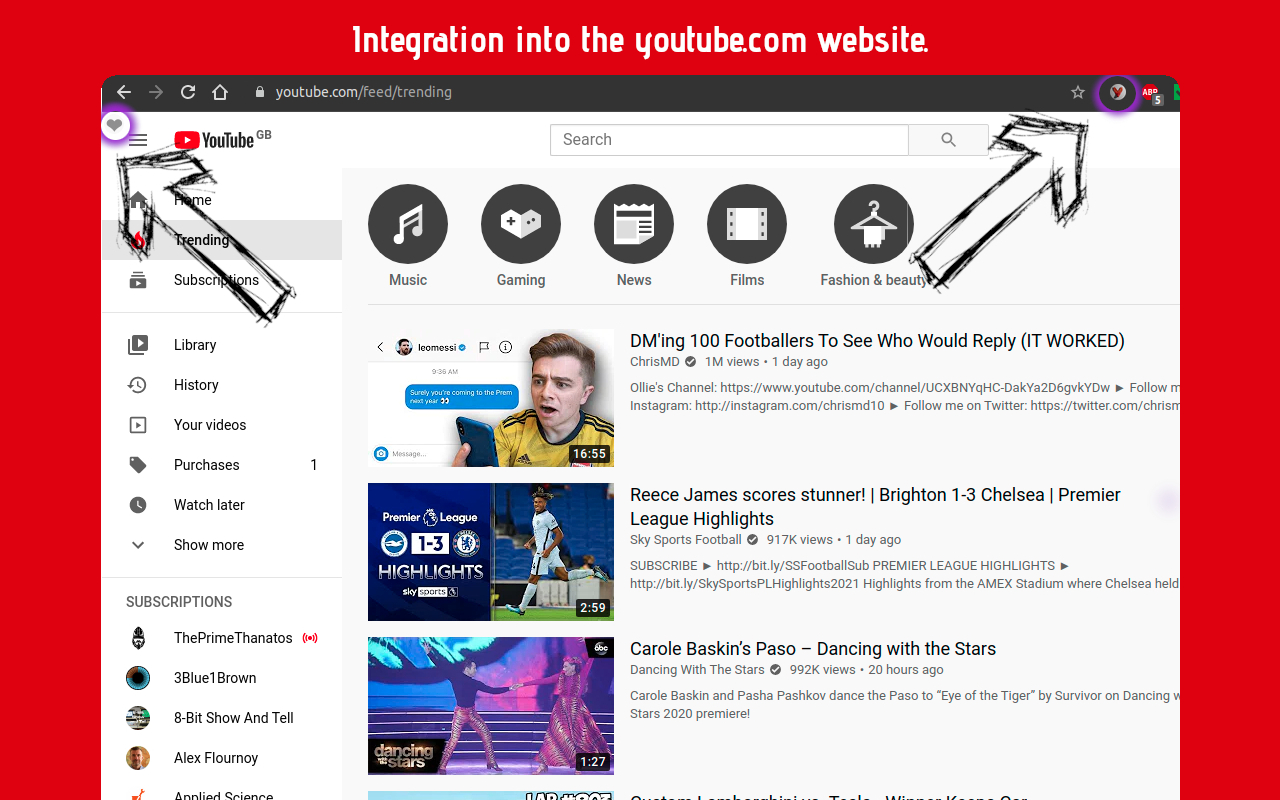 Integration into the youtube.com website.
youtube.com/feed/trending
ABP
5
YouTube GB
Search
Home
Trending
Subscriptions
Library
History
Your videos
Purchases 1
Watch later
Show more
SUBSCRIPTIONS
ThePrimeThanatos
3Blue1Brown
8-Bit Show And Tell
Alex Flournoy
Applied Science
Music
Gaming
News
Films
Fashion & beauty
leomessi
9:36 AM
Surely you're coming to the Prem
next year 👀
Message...
16:55
DM'ing 100 Footballers To See Who Would Reply (IT WORKED)
ChrisMD 1M views • 1 day ago
Ollie's Channel: https://www.youtube.com/channel/UCXBNYqHC-DakYa2D6gvkYDw ► Follow m
Instagram: http://instagram.com/chrismd10 ► Follow me on Twitter: https://twitter.com/chrism
Premier League
1-3
HIGHLIGHTS
sky sports
2:59
Reece James scores stunner! | Brighton 1-3 Chelsea | Premier
League Highlights
Sky Sports Football 917K views • 1 day ago
SUBSCRIBE ► http://bit.ly/SSFootballSub PREMIER LEAGUE HIGHLIGHTS ►
http://bit.ly/SkySportsPLHighlights2021 Highlights from the AMEX Stadium where Chelsea held
abc
dancing
with the
stars
1:27
Carole Baskin’s Paso – Dancing with the Stars
Dancing With The Stars 992K views • 20 hours ago
Carole Baskin and Pasha Pashkov dance the Paso to “Eye of the Tiger” by Survivor on Dancing w
Stars 2020 premiere!
Custom Lamborghini vs. Tesla - Winner Keeps Car